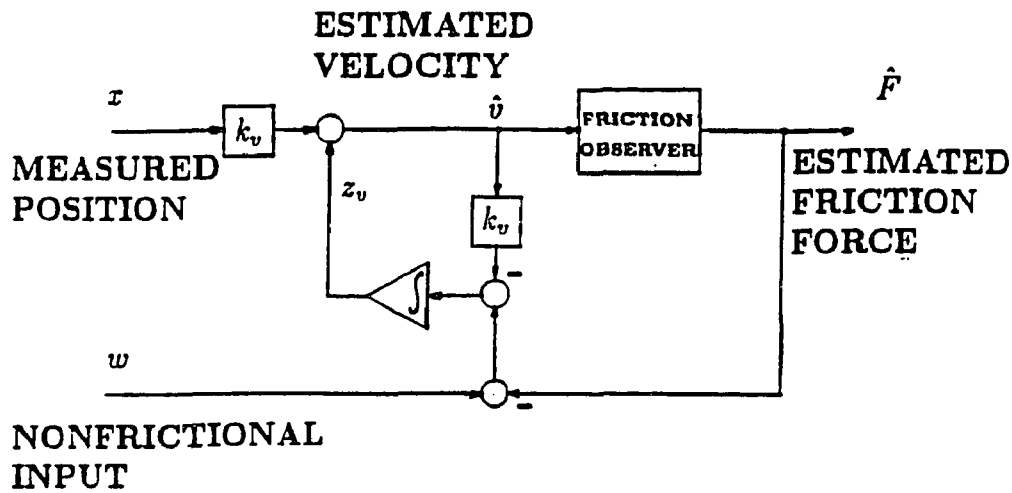 ESTIMATED
VELOCITY
x
k_v
v̂
FRICTION
OBSERVER
F̂
MEASURED
POSITION
z_v
k_v
ESTIMATED
FRICTION
FORCE
-
∫
w
-
NONFRICTIONAL
INPUT